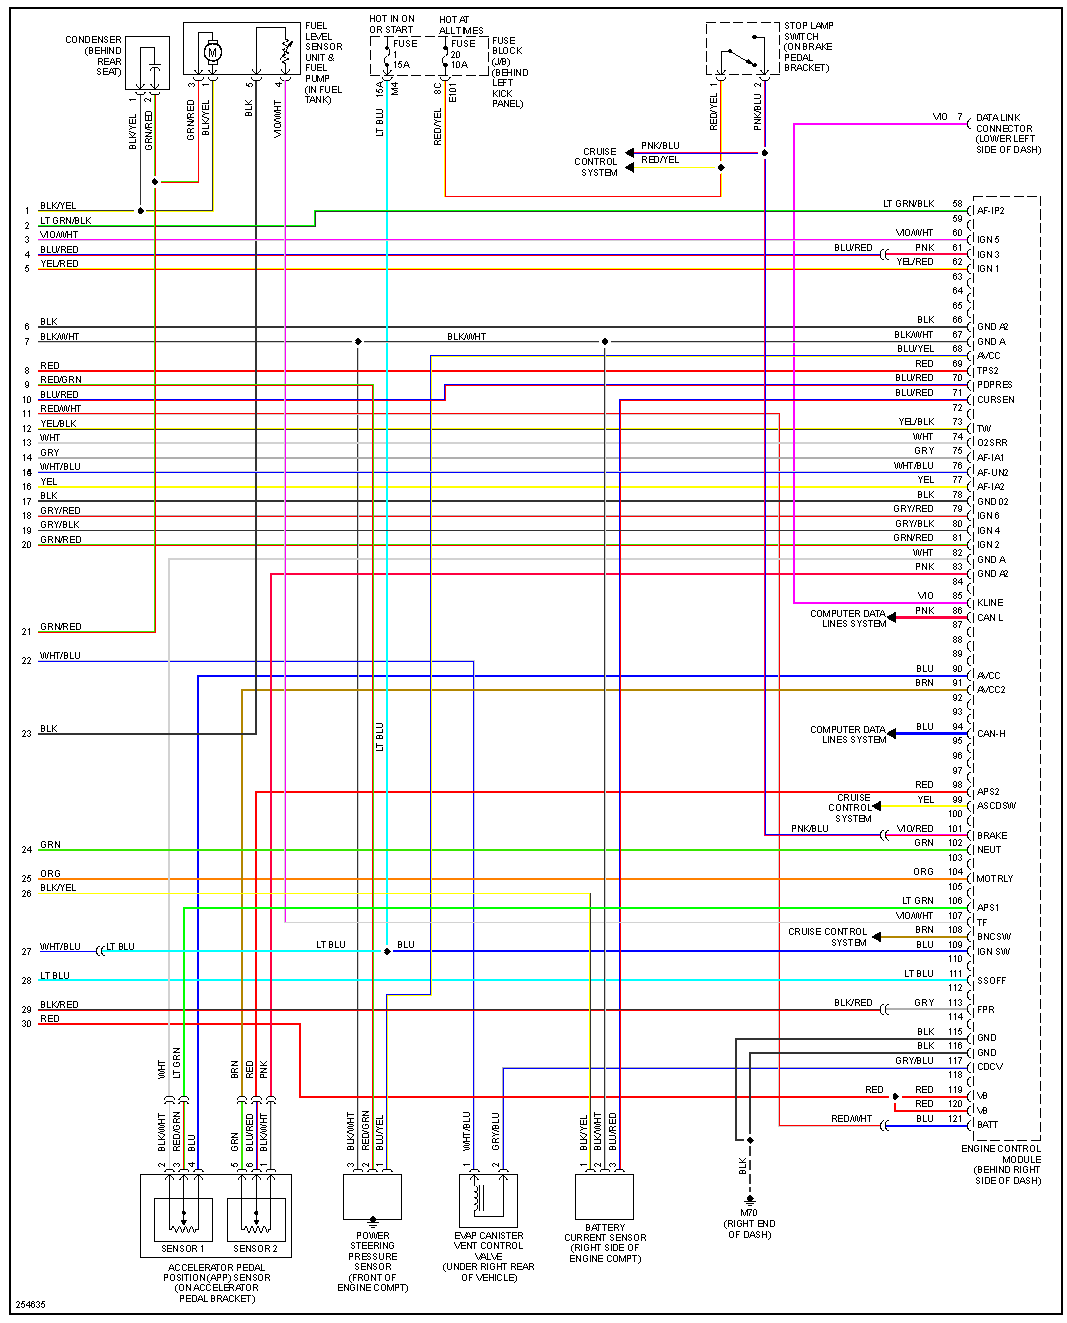 CONDENSER
(BEHIND
REAR
SEAT)
M
FUEL
LEVEL
SENSOR
UNIT &
FUEL
PUMP
(IN FUEL
TANK)
HOT IN ON
OR START
HOT AT
ALL TIMES
FUSE
1
15A
FUSE
20
10A
FUSE
BLOCK
(J/B)
(BEHIND
LEFT
KICK
PANEL)
STOP LAMP
SWITCH
(ON BRAKE
PEDAL
BRACKET)
1
2
3
1
5
4
15A
M4
8C
E101
1
2
BLK/YEL
GRN/RED
GRN/RED
BLK/YEL
BLK
VIO/WHT
LT BLU
RED/YEL
RED/YEL
PNK/BLU
VIO 7
DATA LINK
CONNECTOR
(LOWER LEFT
SIDE OF DASH)
CRUISE
CONTROL
SYSTEM
PNK/BLU
RED/YEL
1 BLK/YEL
2 LT GRN/BLK
3 VIO/WHT
4 BLU/RED
5 YEL/RED
6 BLK
7 BLK/WHT
BLK/WHT
8 RED
9 RED/GRN
10 BLU/RED
11 RED/WHT
12 YEL/BLK
13 WHT
14 GRY
15 WHT/BLU
16 YEL
17 BLK
18 GRY/RED
19 GRY/BLK
20 GRN/RED
21 GRN/RED
22 WHT/BLU
23 BLK
24 GRN
25 ORG
26 BLK/YEL
27 WHT/BLU LT BLU
LT BLU
LT BLU
BLU
28 LT BLU
29 BLK/RED
30 RED
LT GRN/BLK 58 AF-IP2
59
VIO/WHT 60 IGN 5
BLU/RED PNK 61 IGN 3
YEL/RED 62 IGN 1
63
64
65
BLK 66 GND A2
BLK/WHT 67 GND A
BLU/YEL 68 AVCC
RED 69 TPS2
BLU/RED 70 PDPRES
BLU/RED 71 CURSEN
72
YEL/BLK 73 TW
WHT 74 O2SRR
GRY 75 AF-IA1
WHT/BLU 76 AF-UN2
YEL 77 AF-IA2
BLK 78 GND O2
GRY/RED 79 IGN 6
GRY/BLK 80 IGN 4
GRN/RED 81 IGN 2
WHT 82 GND A
PNK 83 GND A2
84
VIO 85 KLINE
COMPUTER DATA
LINES SYSTEM
PNK 86 CAN L
87
88
89
BLU 90 AVCC
BRN 91 AVCC2
92
93
COMPUTER DATA
LINES SYSTEM
BLU 94 CAN-H
95
96
97
RED 98 APS2
CRUISE
CONTROL
SYSTEM
YEL 99 ASCDSW
100
PNK/BLU VIO/RED 101 BRAKE
GRN 102 NEUT
103
ORG 104 MOTRLY
105
LT GRN 106 APS1
VIO/WHT 107 TF
CRUISE CONTROL
SYSTEM
BRN 108 BNCSW
BLU 109 IGN SW
110
LT BLU 111 SSOFF
112
BLK/RED GRY 113 FPR
114
BLK 115 GND
BLK 116 GND
GRY/BLU 117 CDCV
118
RED RED 119 VB
RED 120 VB
RED/WHT BLU 121 BATT
ENGINE CONTROL
MODULE
(BEHIND RIGHT
SIDE OF DASH)
WHT
LT GRN
BRN
RED
PNK
BLK/WHT
RED/GRN
BLU
GRN
BLU/RED
BLK/WHT
2
3
4
5
6
1
SENSOR 1
SENSOR 2
ACCELERATOR PEDAL
POSITION(APP) SENSOR
(ON ACCELERATOR
PEDAL BRACKET)
BLK/WHT
RED/GRN
BLU/YEL
3
2
1
POWER
STEERING
PRESSURE
SENSOR
(FRONT OF
ENGINE COMPT)
WHT/BLU
GRY/BLU
1
2
EVAP CANISTER
VENT CONTROL
VALVE
(UNDER RIGHT REAR
OF VEHICLE)
BLK/YEL
BLK/WHT
BLU/RED
1
2
3
BATTERY
CURRENT SENSOR
(RIGHT SIDE OF
ENGINE COMPT)
BLK
M70
(RIGHT END
OF DASH)
254635